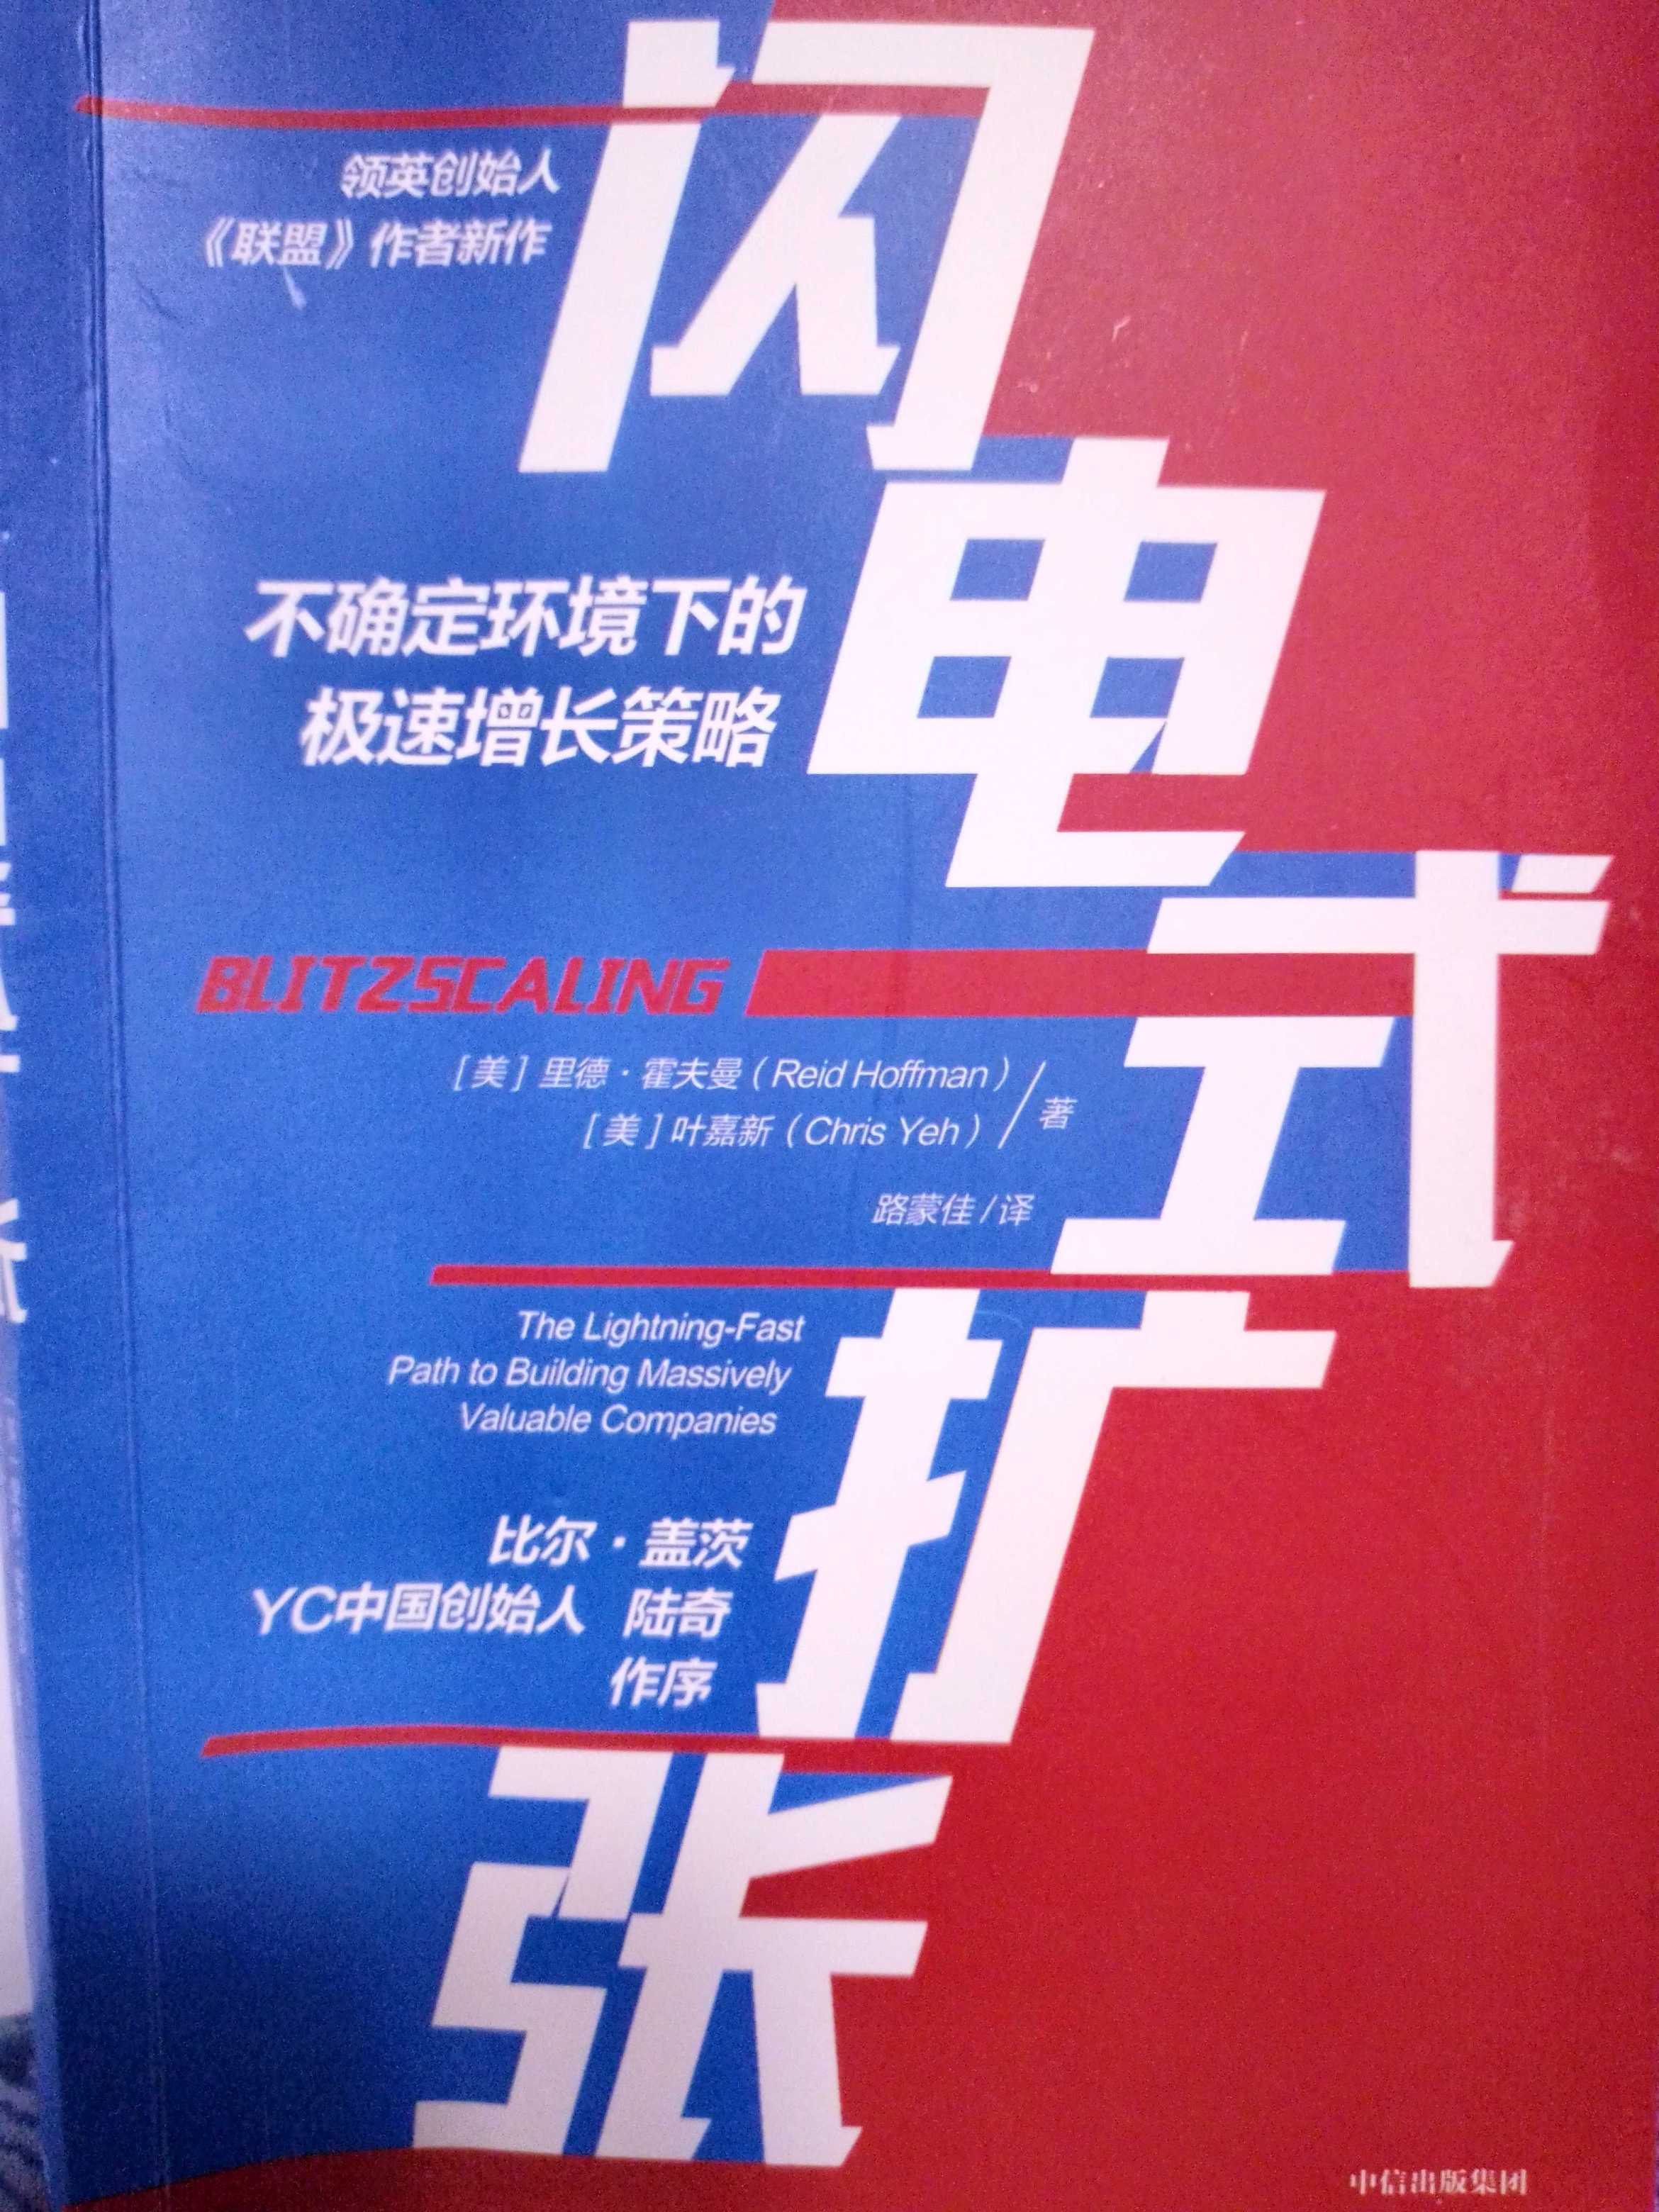 闪电式扩张
领英创始人
《联盟》作者新作
不确定环境下的
极速增长策略
BLITZSCALING
[美] 里德·霍夫曼（Reid Hoffman）
[美] 叶嘉新（Chris Yeh）
/ 著
路蒙佳 / 译
The Lightning-Fast
Path to Building Massively
Valuable Companies
比尔·盖茨
YC中国创始人 陆奇
作序
中信出版集团